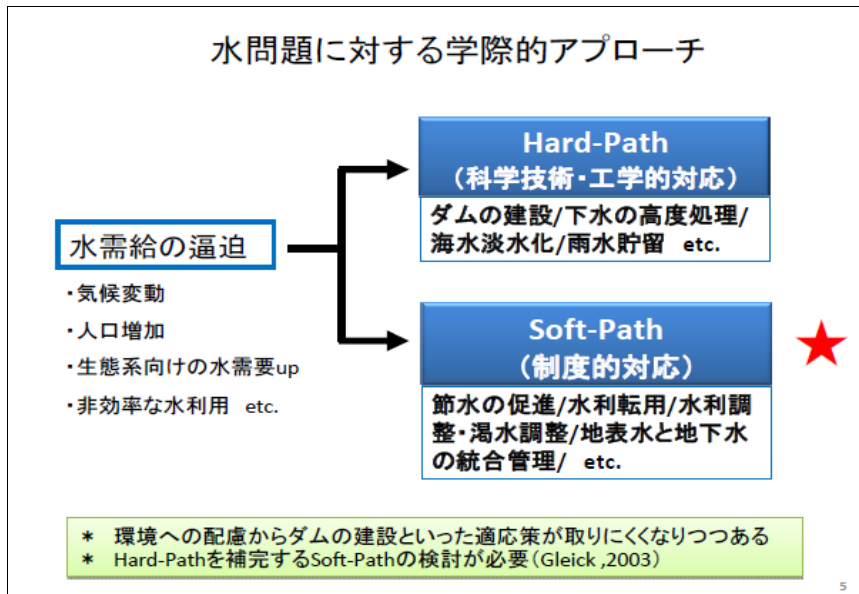 水問題に対する学際的アプローチ
Hard-Path
（科学技術・工学的対応）
ダムの建設/下水の高度処理/
海水淡水化/雨水貯留 etc.
水需給の逼迫
・気候変動
・人口増加
・生態系向けの水需要up
・非効率な水利用 etc.
Soft-Path
（制度的対応）
節水の促進/水利転用/水利調
整・渇水調整/地表水と地下水
の統合管理/ etc.
* 環境への配慮からダムの建設といった適応策が取りにくくなりつつある
* Hard-Pathを補完するSoft-Pathの検討が必要（Gleick ,2003）
5